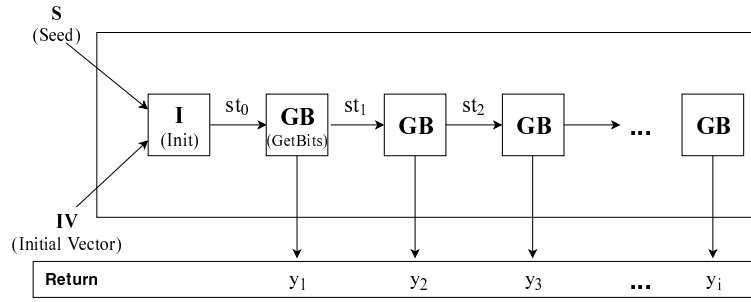 S
(Seed)
I
(Init)
st0
GB
(GetBits)
st1
GB
st2
GB
...
GB
IV
(Initial Vector)
Return y1 y2 y3 ... yi